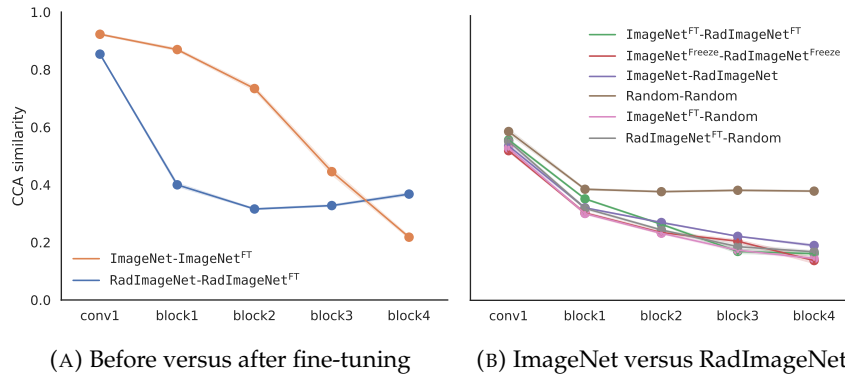 1.0
0.8
0.6
0.4
0.2
0.0
CCA similarity
ImageNet-ImageNet^FT
RadImageNet-RadImageNet^FT
conv1 block1 block2 block3 block4
ImageNet^FT-RadImageNet^FT
ImageNet^Freeze-RadImageNet^Freeze
ImageNet-RadImageNet
Random-Random
ImageNet^FT-Random
RadImageNet^FT-Random
conv1 block1 block2 block3 block4
(A) Before versus after fine-tuning
(B) ImageNet versus RadImageNet